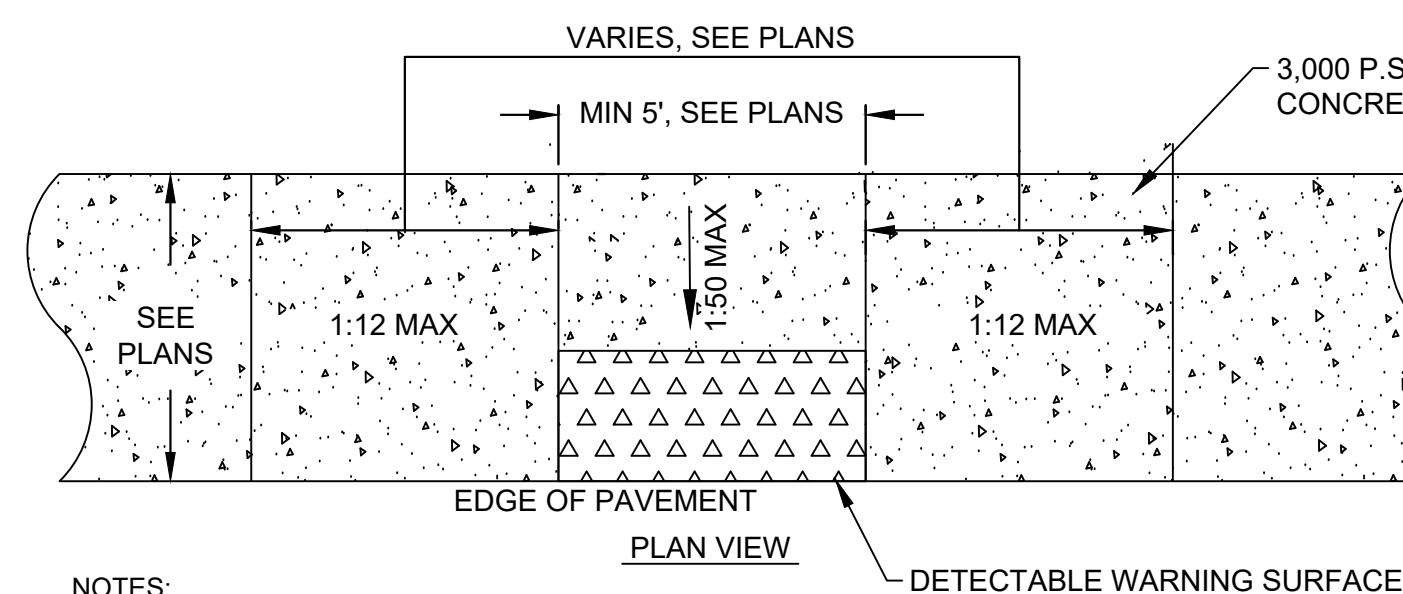 VARIES, SEE PLANS
MIN 5', SEE PLANS
3,000 P.S
CONCRE
1:50 MAX
SEE
PLANS
1:12 MAX
1:12 MAX
EDGE OF PAVEMENT
PLAN VIEW
DETECTABLE WARNING SURFACE
NOTES: